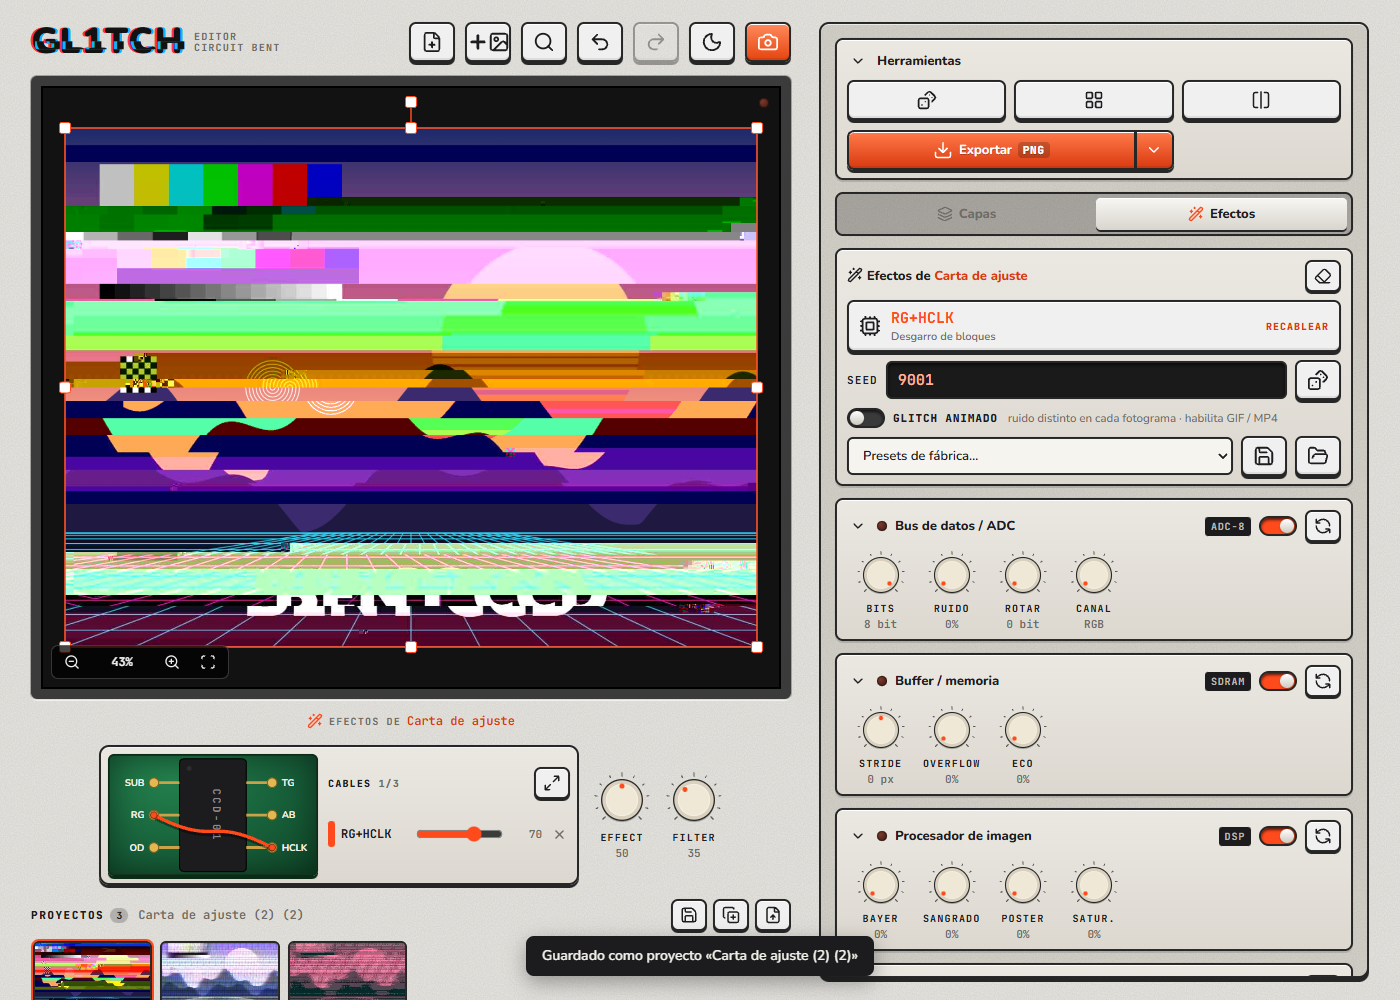 GL1TCH
EDITOR
CIRCUIT BENT
Herramientas
Exportar PNG
Capas
Efectos
Efectos de Carta de ajuste
RG+HCLK
Desgarro de bloques
RECABLEAR
SEED
9001
GLITCH ANIMADO
ruido distinto en cada fotograma · habilita GIF / MP4
Presets de fábrica...
Bus de datos / ADC
ADC-8
BITS
RUIDO
ROTAR
CANAL
8 bit
0%
0 bit
RGB
Buffer / memoria
SDRAM
STRIDE
OVERFLOW
ECO
0 px
0%
0%
Procesador de imagen
DSP
BAYER
SANGRADO
POSTER
SATUR.
0%
0%
0%
0%
43%
EFECTOS DE Carta de ajuste
SUB
RG
OD
CCD-01
TG
AB
HCLK
CABLES 1/3
RG+HCLK
70
EFFECT
50
FILTER
35
PROYECTOS 3 Carta de ajuste (2) (2)
Guardado como proyecto «Carta de ajuste (2) (2)»